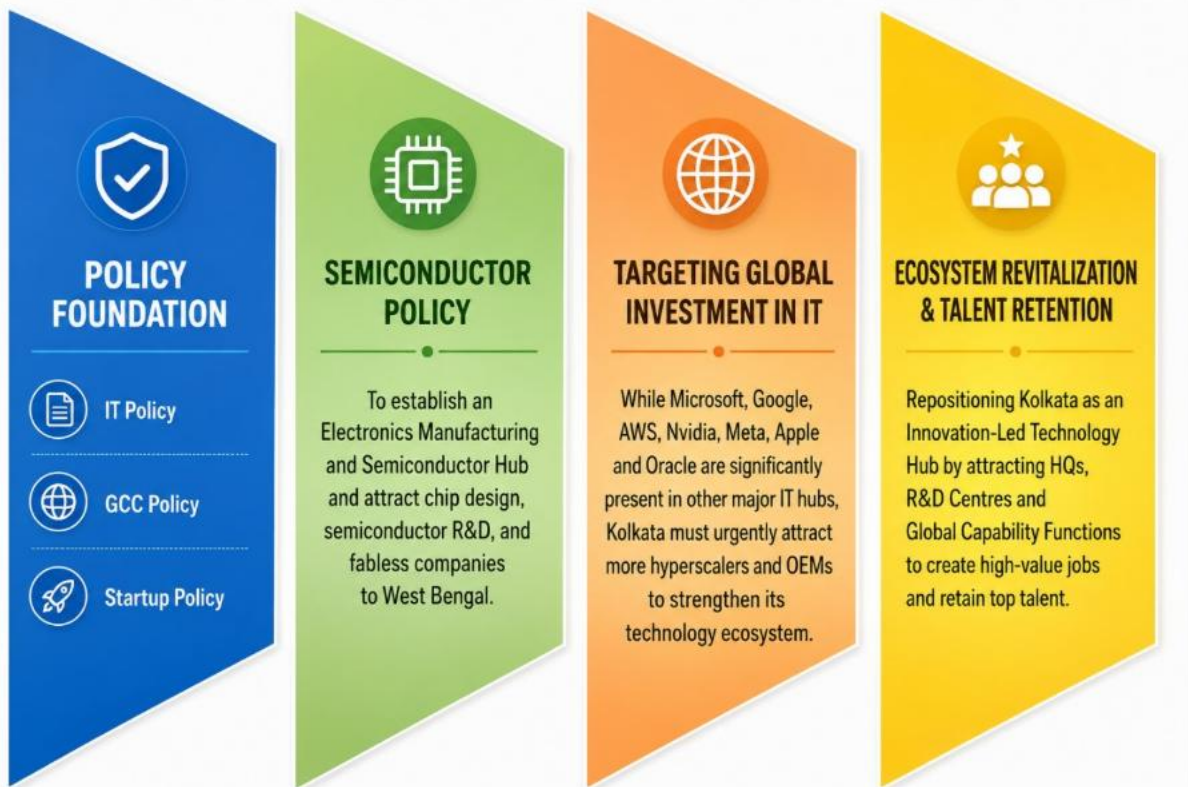 POLICY
FOUNDATION
IT Policy
GCC Policy
Startup Policy
SEMICONDUCTOR
POLICY
To establish an
Electronics Manufacturing
and Semiconductor Hub
and attract chip design,
semiconductor R&D, and
fabless companies
to West Bengal.
TARGETING GLOBAL
INVESTMENT IN IT
While Microsoft, Google,
AWS, Nvidia, Meta, Apple
and Oracle are significantly
present in other major IT hubs,
Kolkata must urgently attract
more hyperscalers and OEMs
to strengthen its
technology ecosystem.
ECOSYSTEM REVITALIZATION
& TALENT RETENTION
Repositioning Kolkata as an
Innovation-Led Technology
Hub by attracting HQs,
R&D Centres and
Global Capability Functions
to create high-value jobs
and retain top talent.